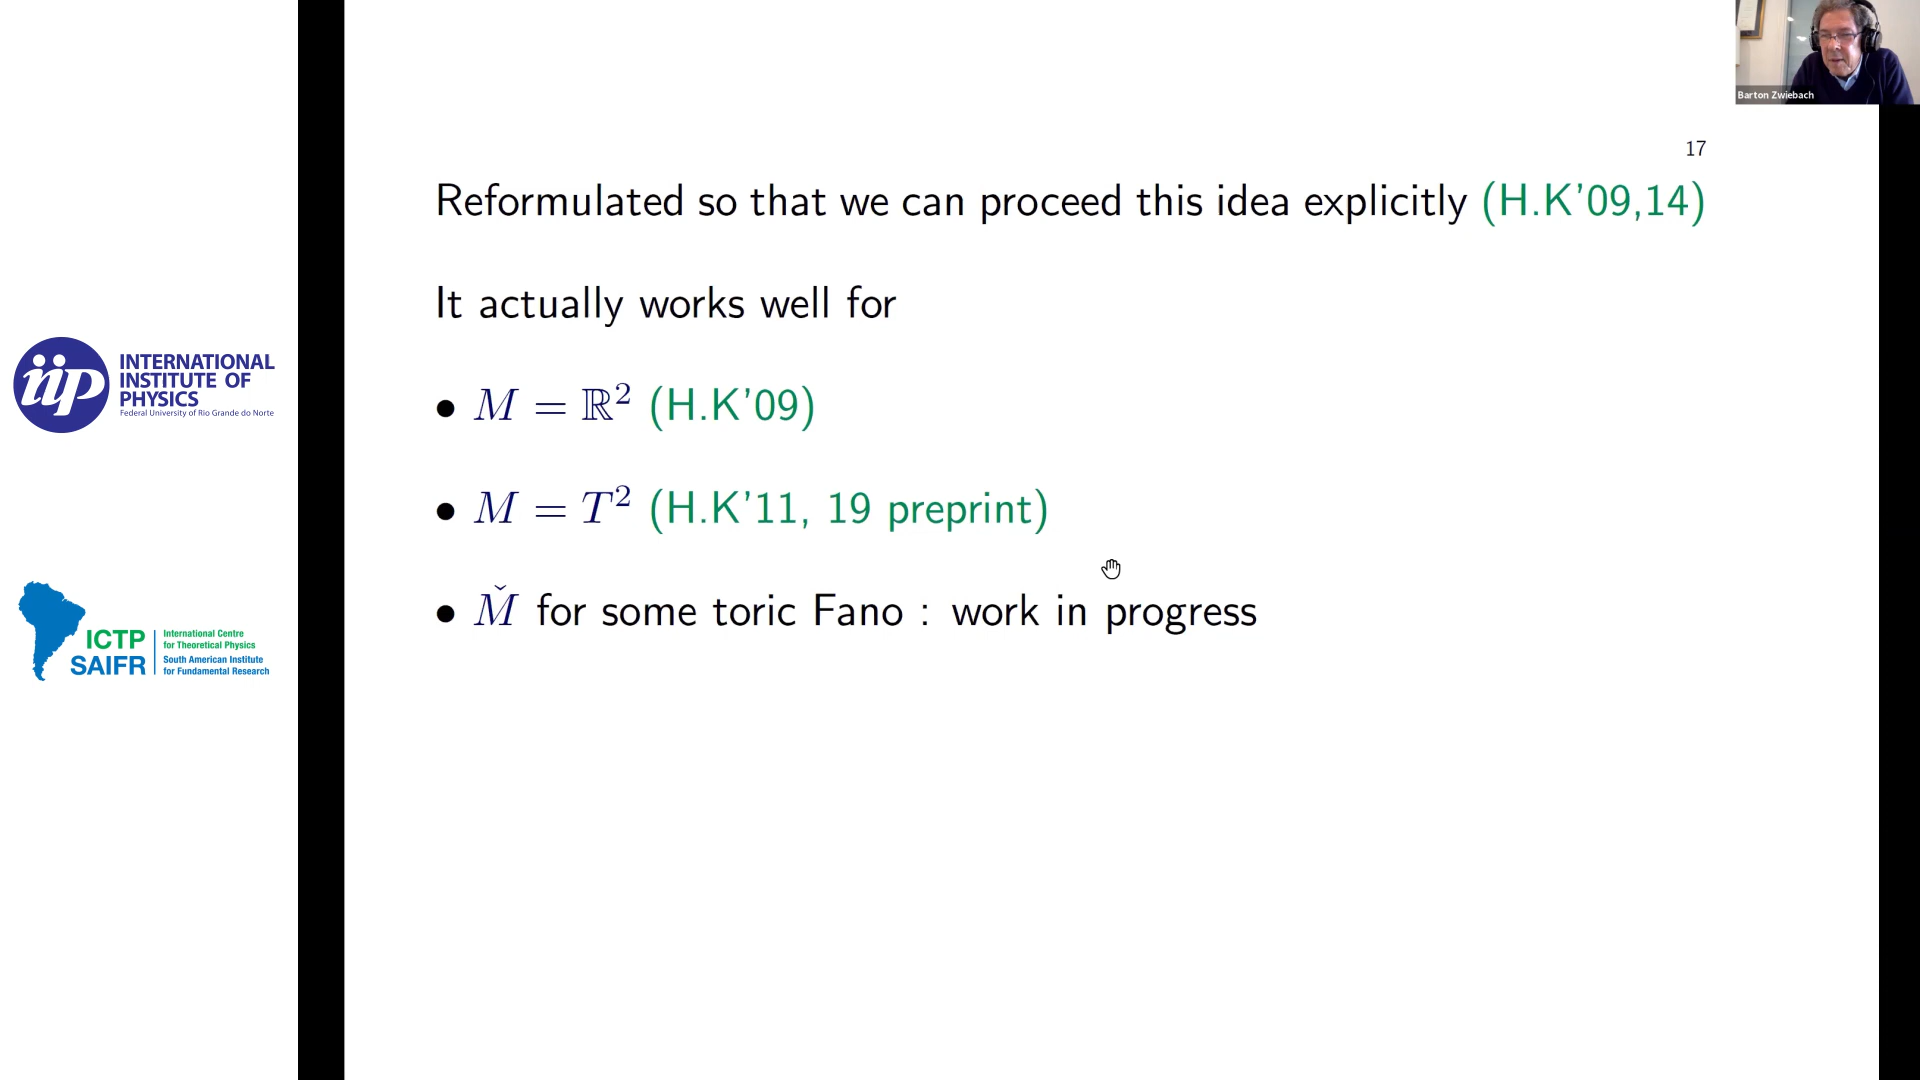 Barton Zwiebach
17
Reformulated so that we can proceed this idea explicitly (H.K'09,14)
It actually works well for
• M = ℝ² (H.K'09)
• M = T² (H.K'11, 19 preprint)
• M̌ for some toric Fano : work in progress
iip
INTERNATIONAL
INSTITUTE OF
PHYSICS
Federal University of Rio Grande do Norte
ICTP
SAIFR
International Centre
for Theoretical Physics
South American Institute
for Fundamental Research